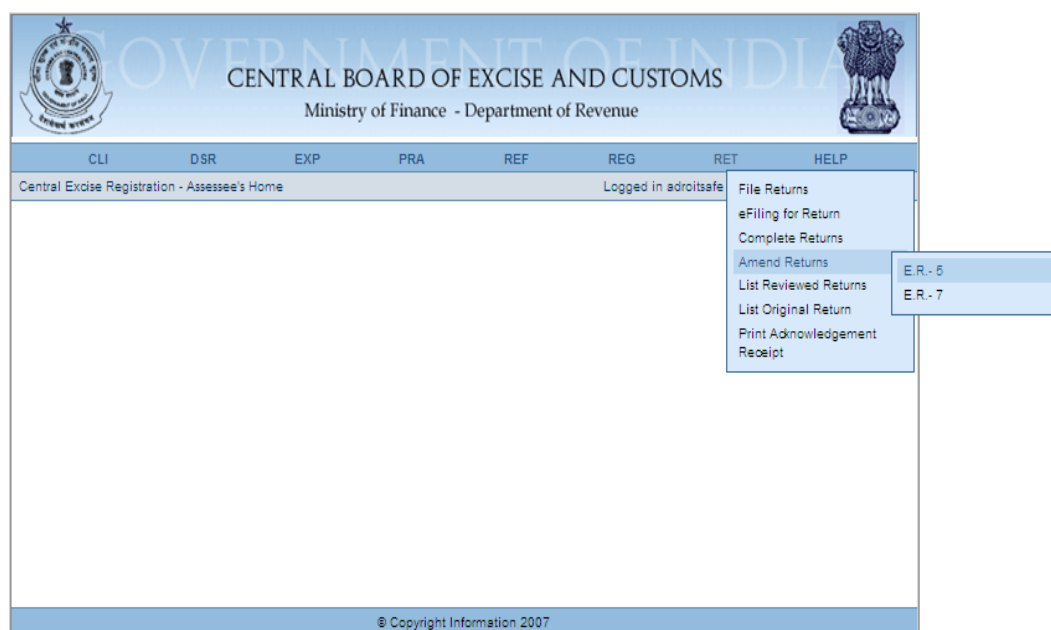 GOVERNMENT OF INDIA
CENTRAL BOARD OF EXCISE AND CUSTOMS
Ministry of Finance - Department of Revenue
CLI DSR EXP PRA REF REG RET HELP
Central Excise Registration - Assessee's Home Logged in adroitsafe
File Returns
eFiling for Return
Complete Returns
Amend Returns
E.R.- 5
E.R.- 7
List Reviewed Returns
List Original Return
Print Acknowledgement
Receipt
© Copyright Information 2007